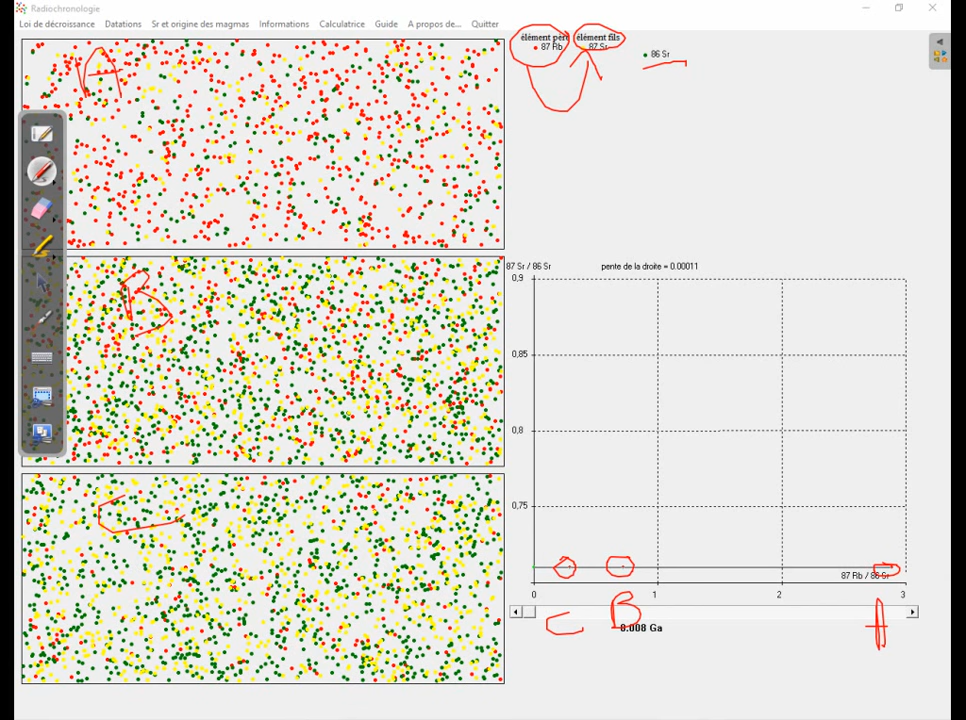 Radiochronologie
Loi de décroissance Datations Sr et origine des magmas Informations Calculatrice Guide A propos de... Quitter
élément père élément fils
87 Rb 87 Sr 86 Sr
A
B
C
87 Sr / 86 Sr pente de la droite = 0.00011
0,9
0,85
0,8
0,75
87 Rb / 86 Sr
0 1 2 3
C B A
0.008 Ga